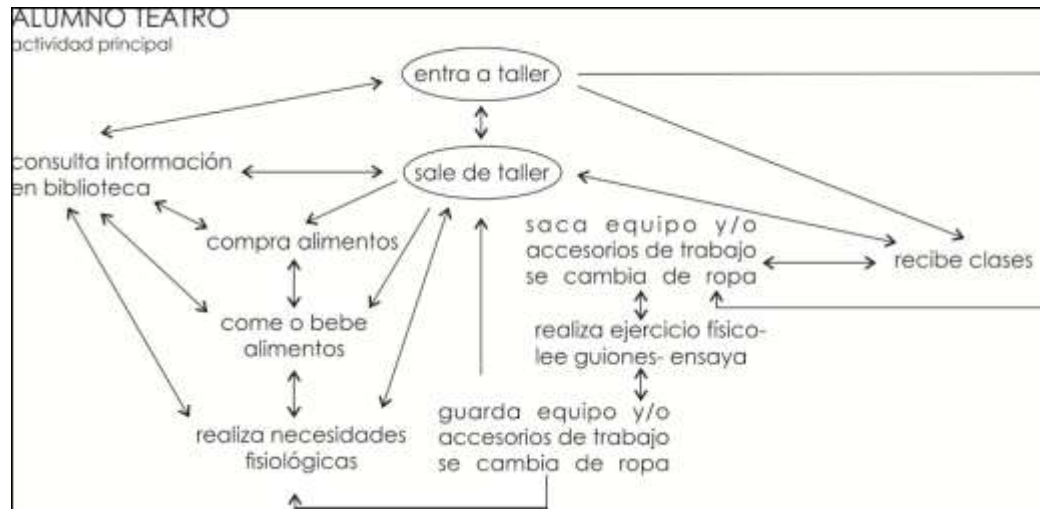 ALUMNO TEATRO
actividad principal
entra a taller
consulta información
en biblioteca
sale de taller
compra alimentos
saca equipo y/o
accesorios de trabajo
se cambia de ropa
recibe clases
come o bebe
alimentos
realiza ejercicio físico-
lee guiones- ensaya
realiza necesidades
fisiológicas
guarda equipo y/o
accesorios de trabajo
se cambia de ropa